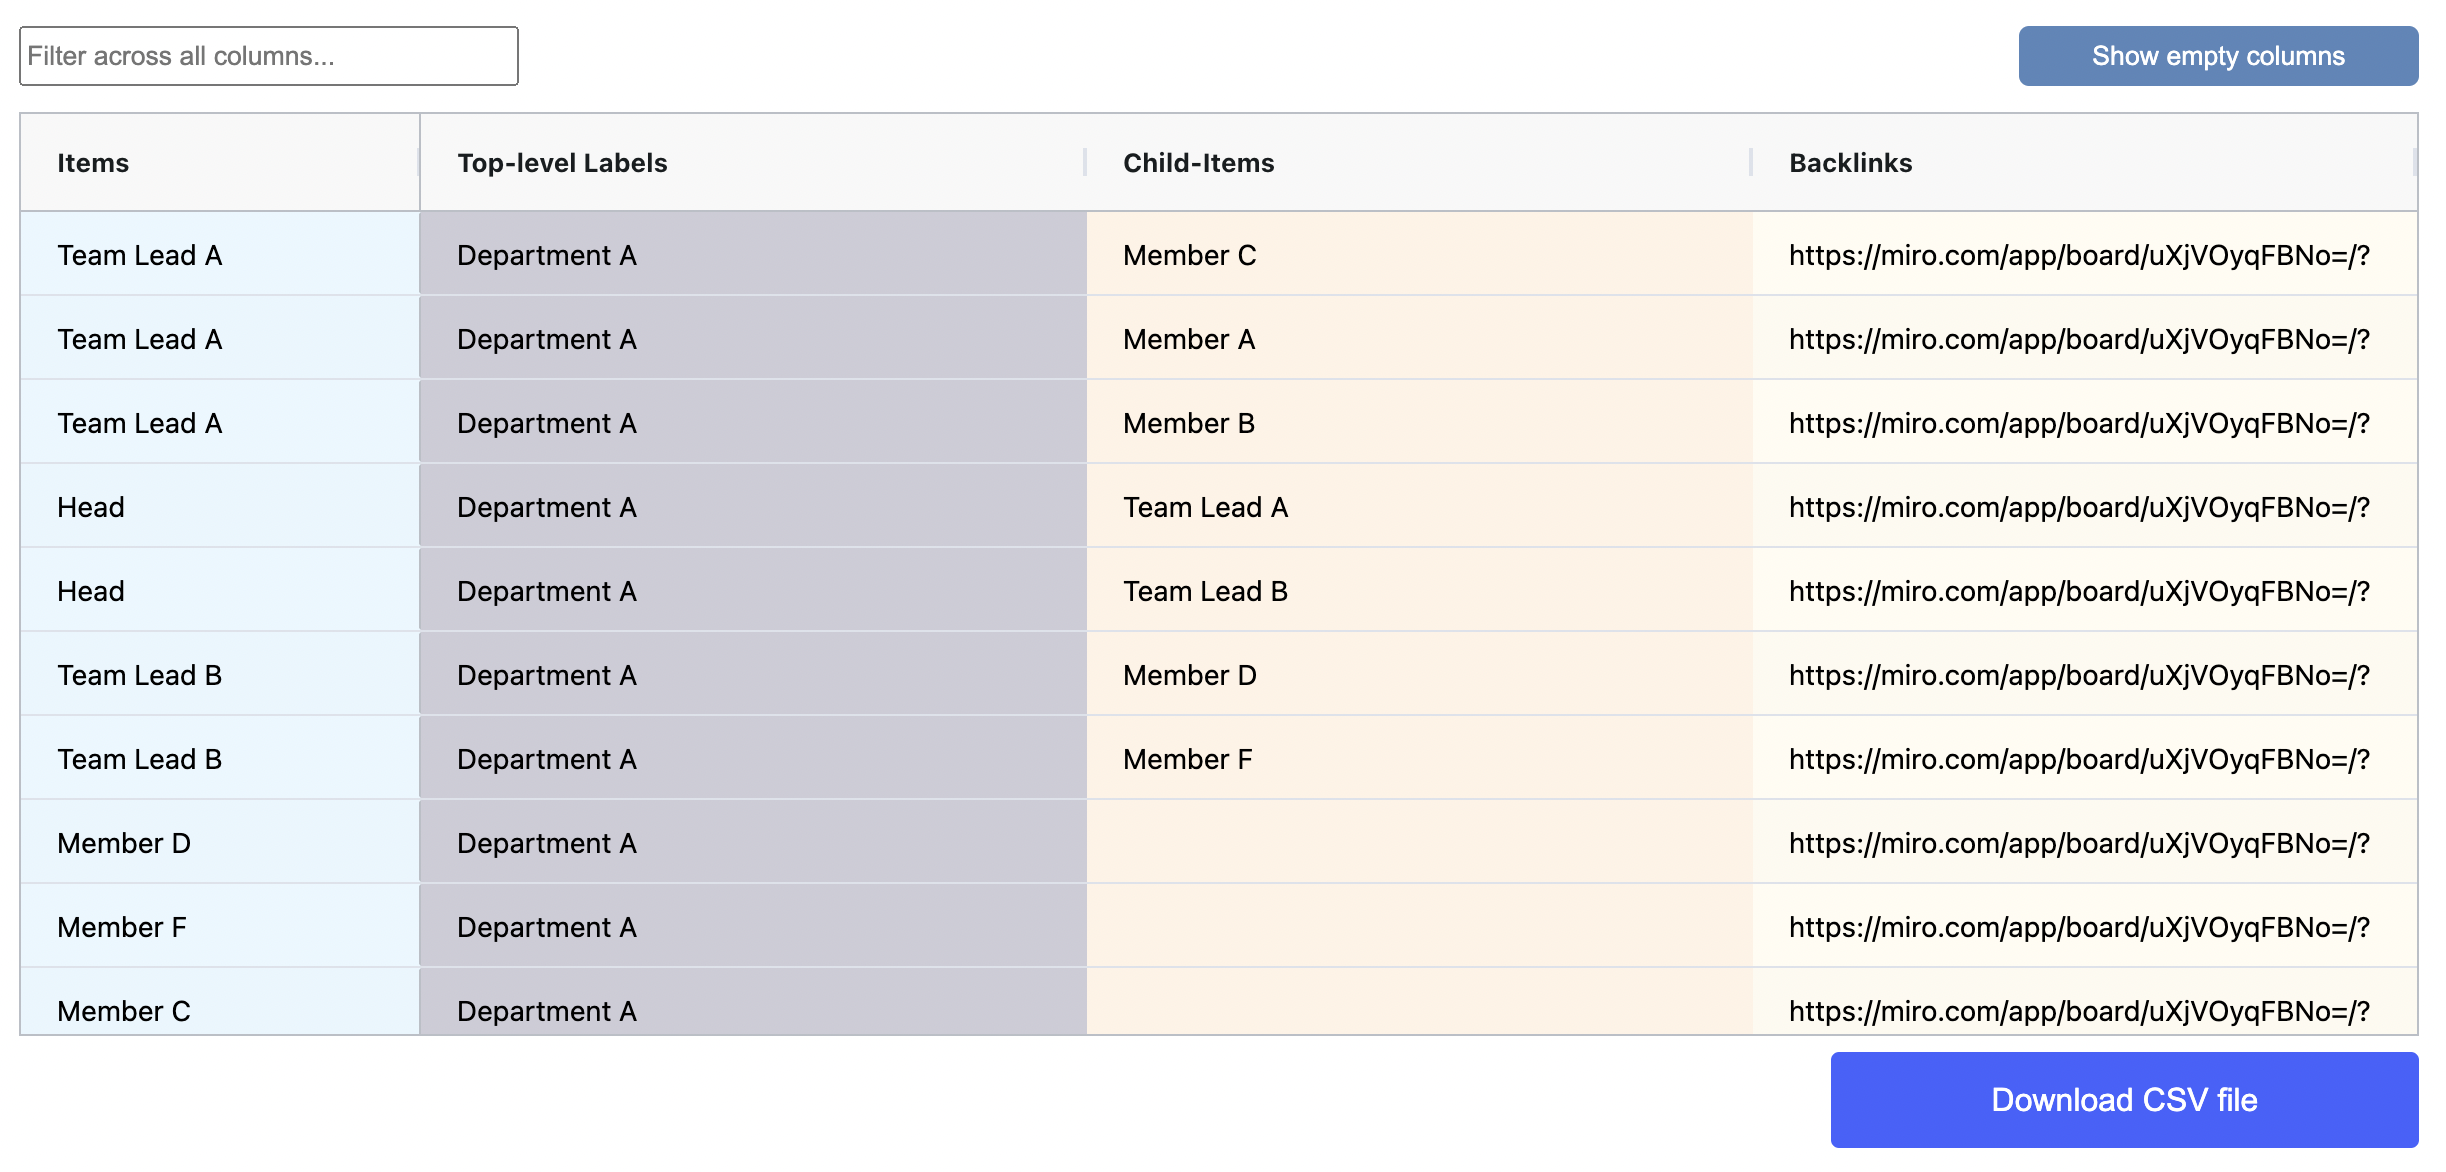 Filter across all columns...
Show empty columns
Items Top-level Labels Child-Items Backlinks
Team Lead A Department A Member C https://miro.com/app/board/uXjVOyqFBNo=/?
Team Lead A Department A Member A https://miro.com/app/board/uXjVOyqFBNo=/?
Team Lead A Department A Member B https://miro.com/app/board/uXjVOyqFBNo=/?
Head Department A Team Lead A https://miro.com/app/board/uXjVOyqFBNo=/?
Head Department A Team Lead B https://miro.com/app/board/uXjVOyqFBNo=/?
Team Lead B Department A Member D https://miro.com/app/board/uXjVOyqFBNo=/?
Team Lead B Department A Member F https://miro.com/app/board/uXjVOyqFBNo=/?
Member D Department A https://miro.com/app/board/uXjVOyqFBNo=/?
Member F Department A https://miro.com/app/board/uXjVOyqFBNo=/?
Member C Department A https://miro.com/app/board/uXjVOyqFBNo=/?
Download CSV file